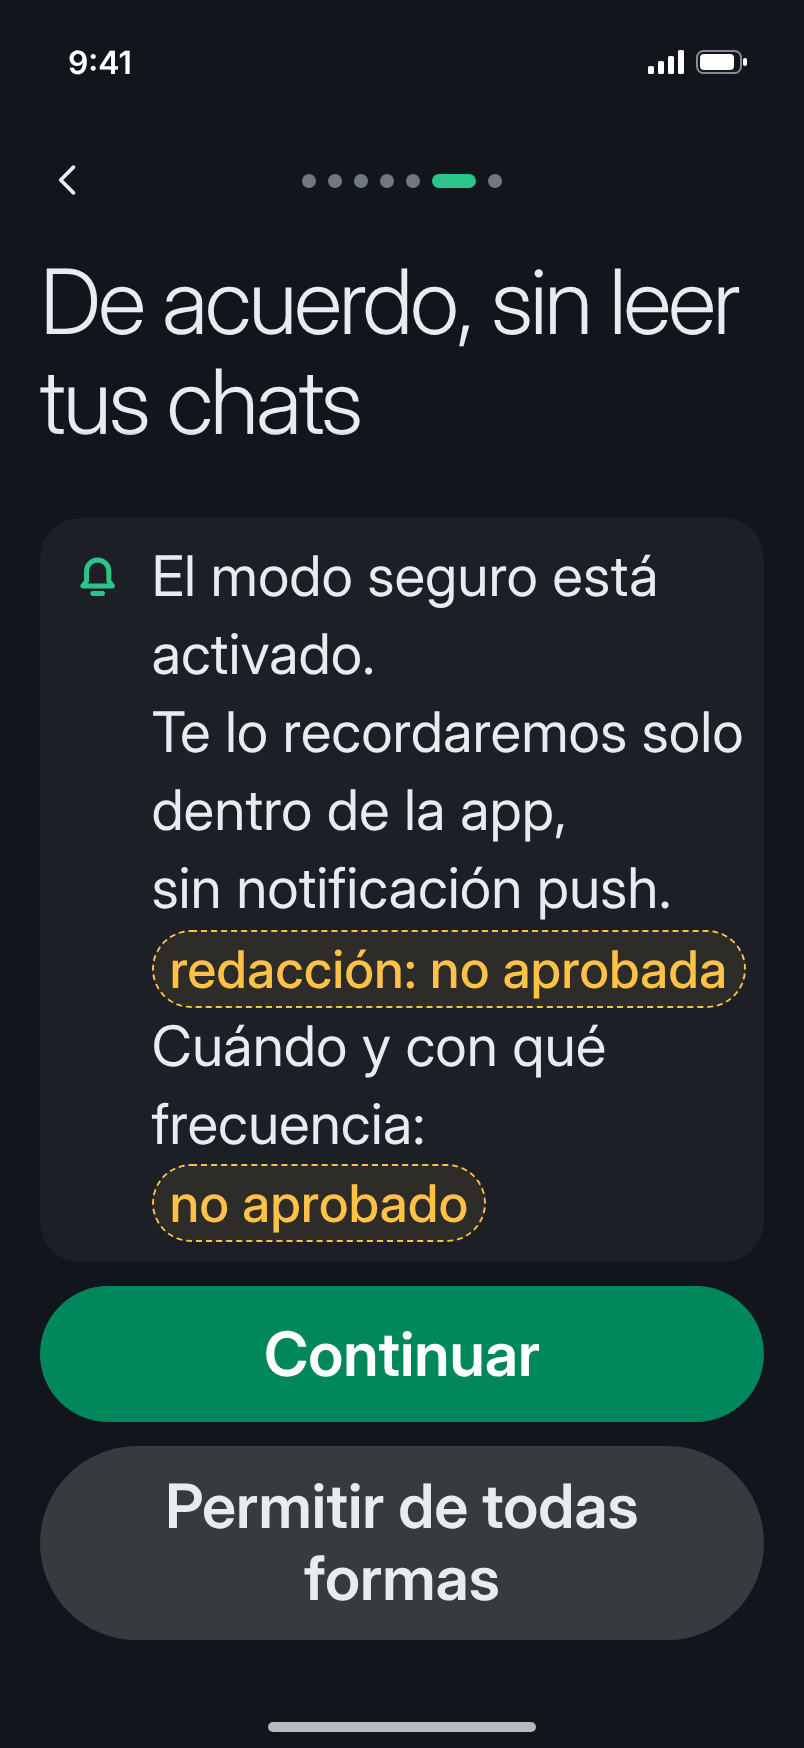 9:41
De acuerdo, sin leer
tus chats
El modo seguro está
activado.
Te lo recordaremos solo
dentro de la app,
sin notificación push.
redacción: no aprobada
Cuándo y con qué
frecuencia:
no aprobado
Continuar
Permitir de todas
formas